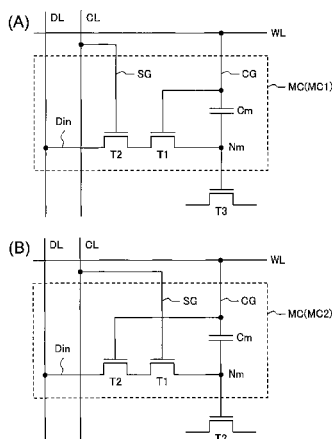 (A)
DL CL
WL
SG
CG
MC(MC1)
Cm
Din
T2 T1 Nm
T3
(B)
DL CL
WL
SG
CG
MC(MC2)
Cm
Din
T2 T1 Nm